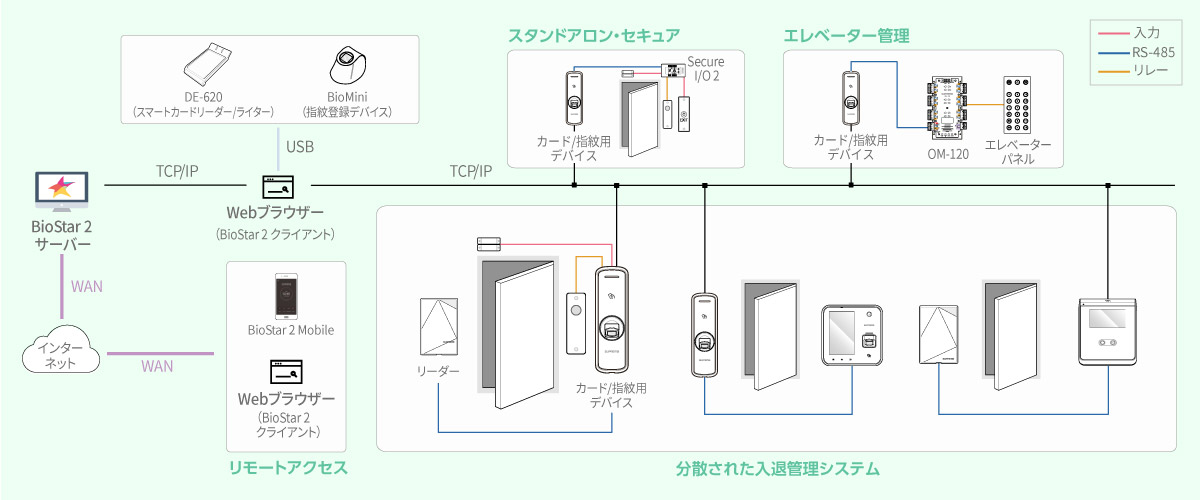 スタンドアロン・セキュア
エレベーター管理
入力
RS-485
リレー
DE-620
(スマートカードリーダー/ライター)
BioMini
(指紋登録デバイス)
Secure
I/O 2
カード/指紋用
デバイス
カード/指紋用
デバイス
OM-120
エレベーター
パネル
USB
TCP/IP
TCP/IP
BioStar 2
サーバー
Webブラウザー
(BioStar 2 クライアント)
WAN
インター
ネット
WAN
BioStar 2 Mobile
Webブラウザー
(BioStar 2
クライアント)
リモートアクセス
リーダー
カード/指紋用
デバイス
分散された入退管理システム